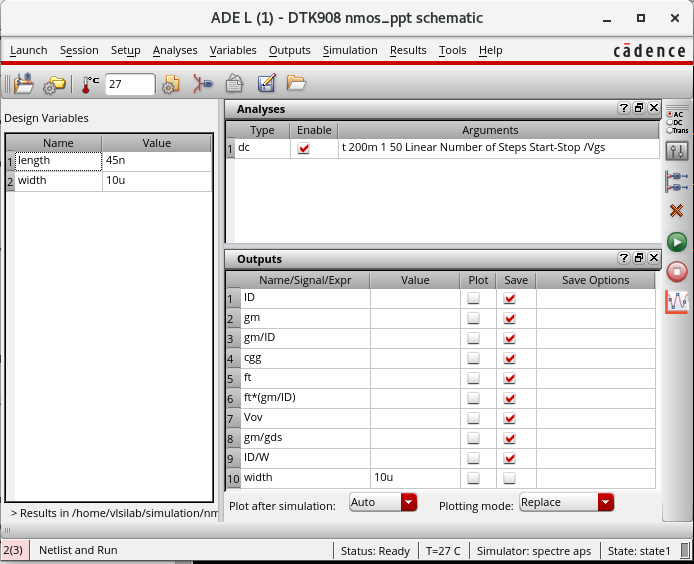 ADE L (1) - DTK908 nmos_ppt schematic
Launch Session Setup Analyses Variables Outputs Simulation Results Tools Help cādence
°C 27
Design Variables
Name Value
1 length 45n
2 width 10u
> Results in /home/vlsilab/simulation/nm
Analyses
Type Enable Arguments
1 dc t 200m 1 50 Linear Number of Steps Start-Stop /Vgs
Outputs
Name/Signal/Expr Value Plot Save Save Options
1 ID
2 gm
3 gm/ID
4 cgg
5 ft
6 ft*(gm/ID)
7 Vov
8 gm/gds
9 ID/W
10 width 10u
Plot after simulation: Auto Plotting mode: Replace
AC
DC
Trans
2(3) Netlist and Run Status: Ready T=27 C Simulator: spectre aps State: state1